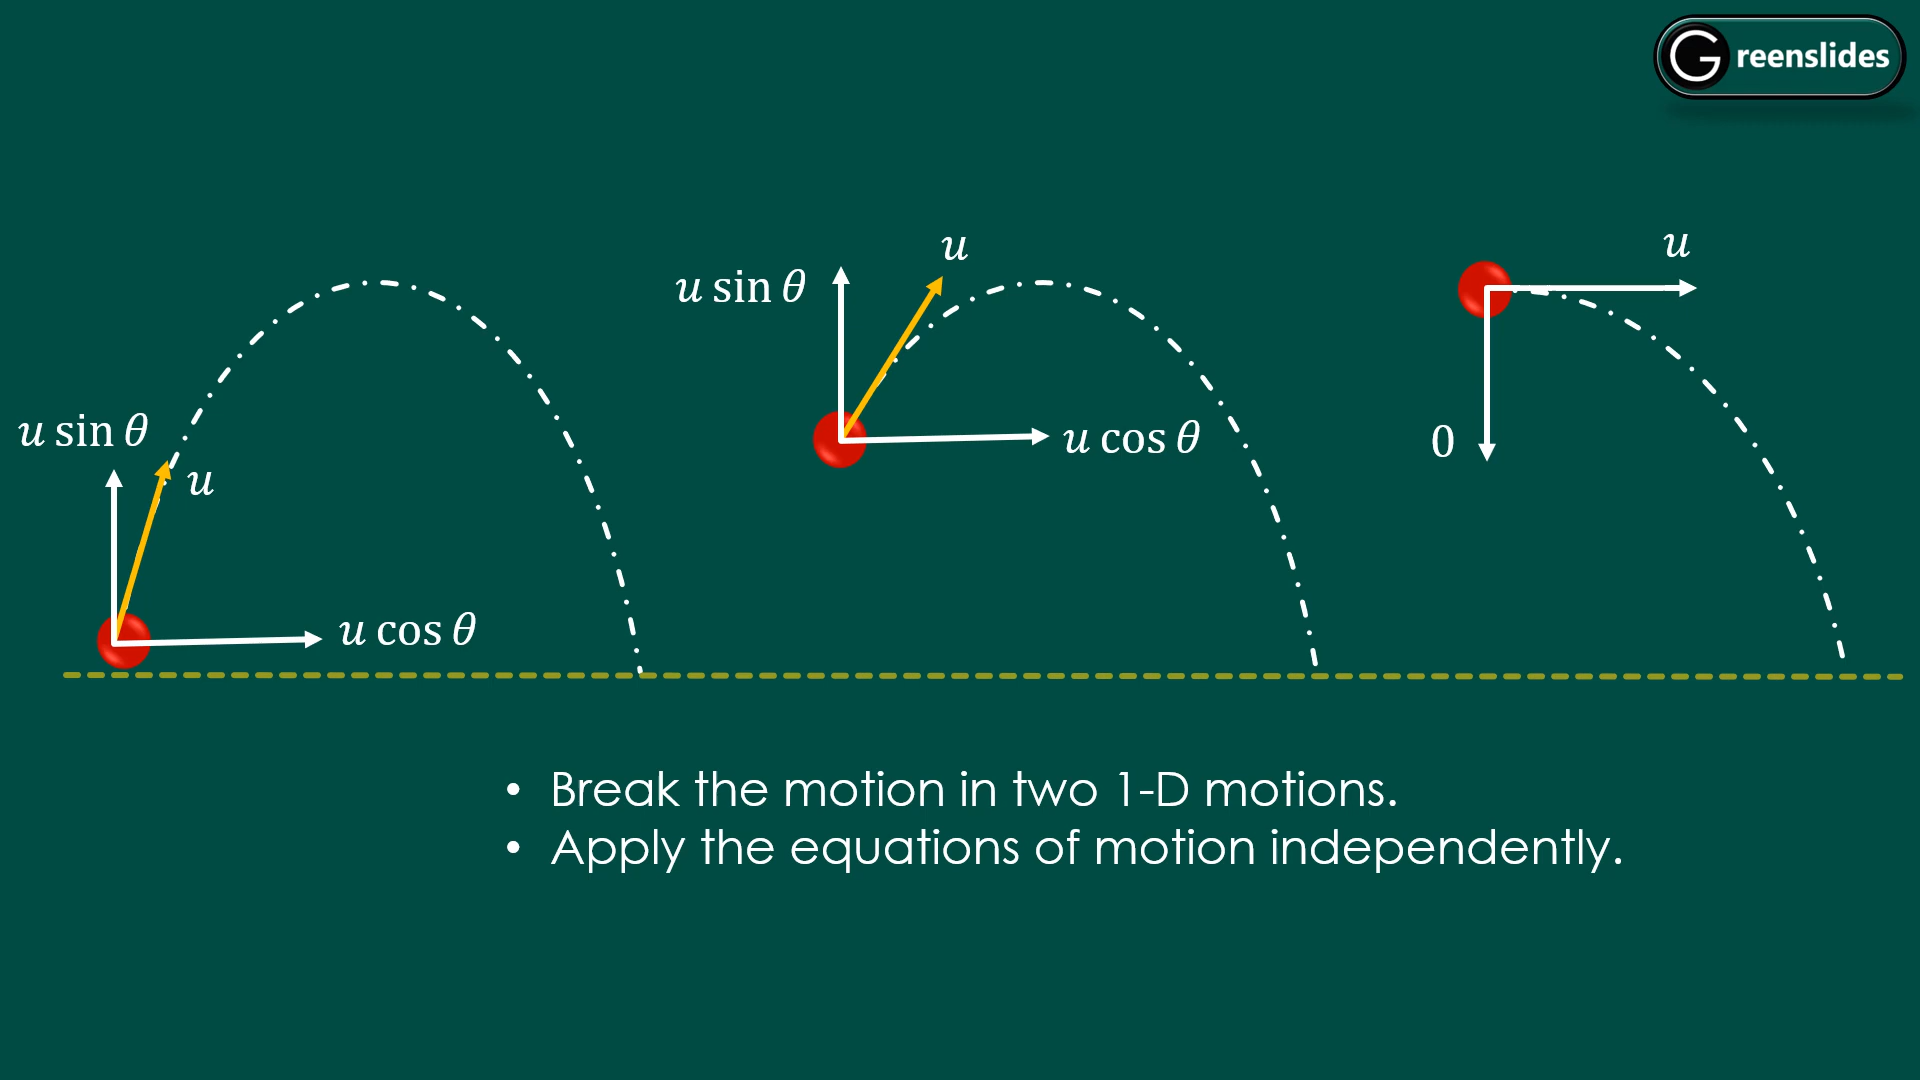 Greenslides
u
u sin θ
u
u sin θ
u
u cos θ
0
u cos θ
• Break the motion in two 1-D motions.
• Apply the equations of motion independently.